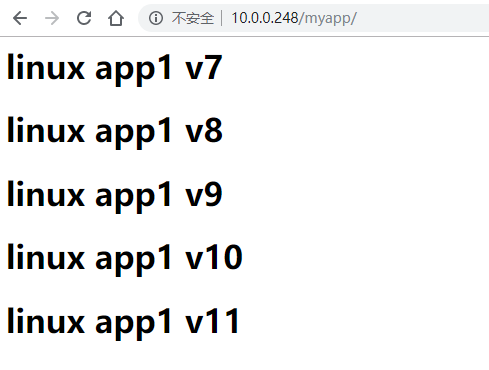 不安全 10.0.0.248/myapp/
linux app1 v7
linux app1 v8
linux app1 v9
linux app1 v10
linux app1 v11